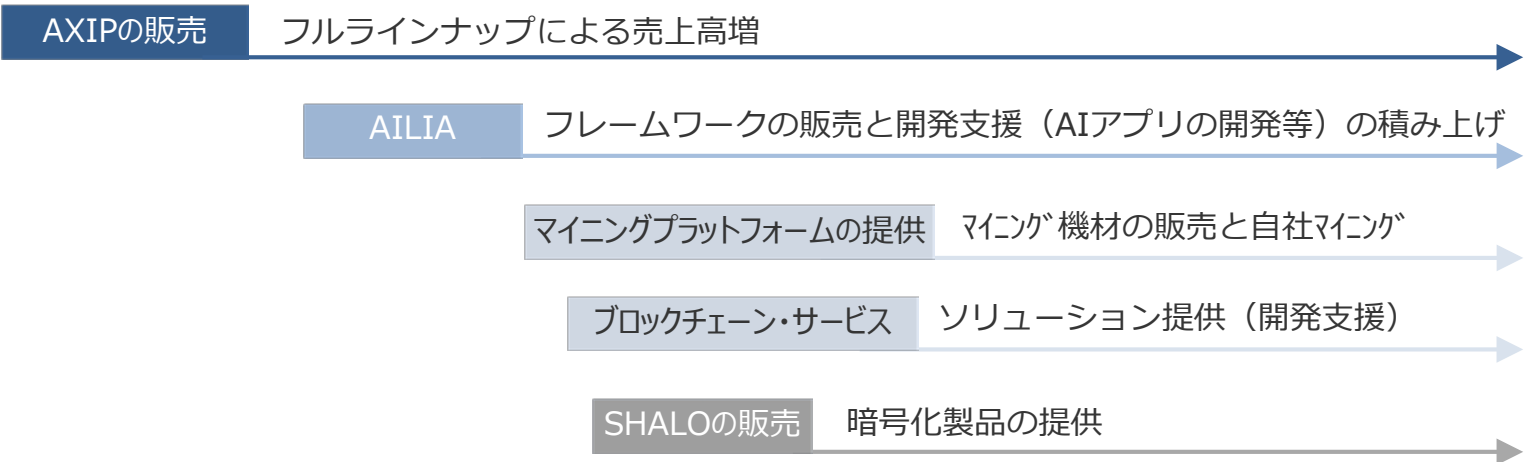 AXIPの販売 フルラインナップによる売上高増
AILIA フレームワークの販売と開発支援（AIアプリの開発等）の積み上げ
マイニングプラットフォームの提供 ﾏｲﾆﾝｸﾞ機材の販売と自社ﾏｲﾆﾝｸﾞ
ブロックチェーン・サービス ソリューション提供（開発支援）
SHALOの販売 暗号化製品の提供